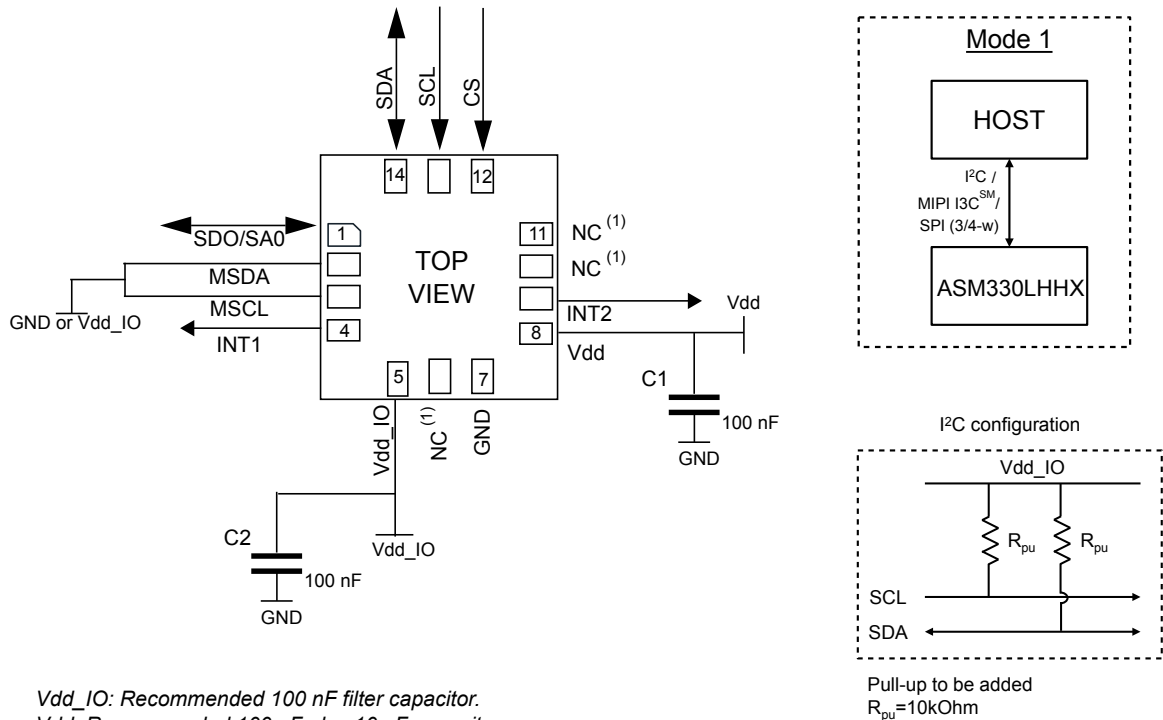 SDA
SCL
CS
14
12
SDO/SA0
1
MSDA
MSCL
GND or Vdd_IO
INT1
4
TOP
VIEW
11
NC (1)
NC (1)
INT2
8
Vdd
Vdd
5
7
Vdd_IO
NC (1)
GND
C1
100 nF
GND
C2
100 nF
GND
Vdd_IO
Mode 1
HOST
I²C /
MIPI I3C SM/
SPI (3/4-w)
ASM330LHHX
I²C configuration
Vdd_IO
Rpu
Rpu
SCL
SDA
Pull-up to be added
Rpu=10kOhm
Vdd_IO: Recommended 100 nF filter capacitor.